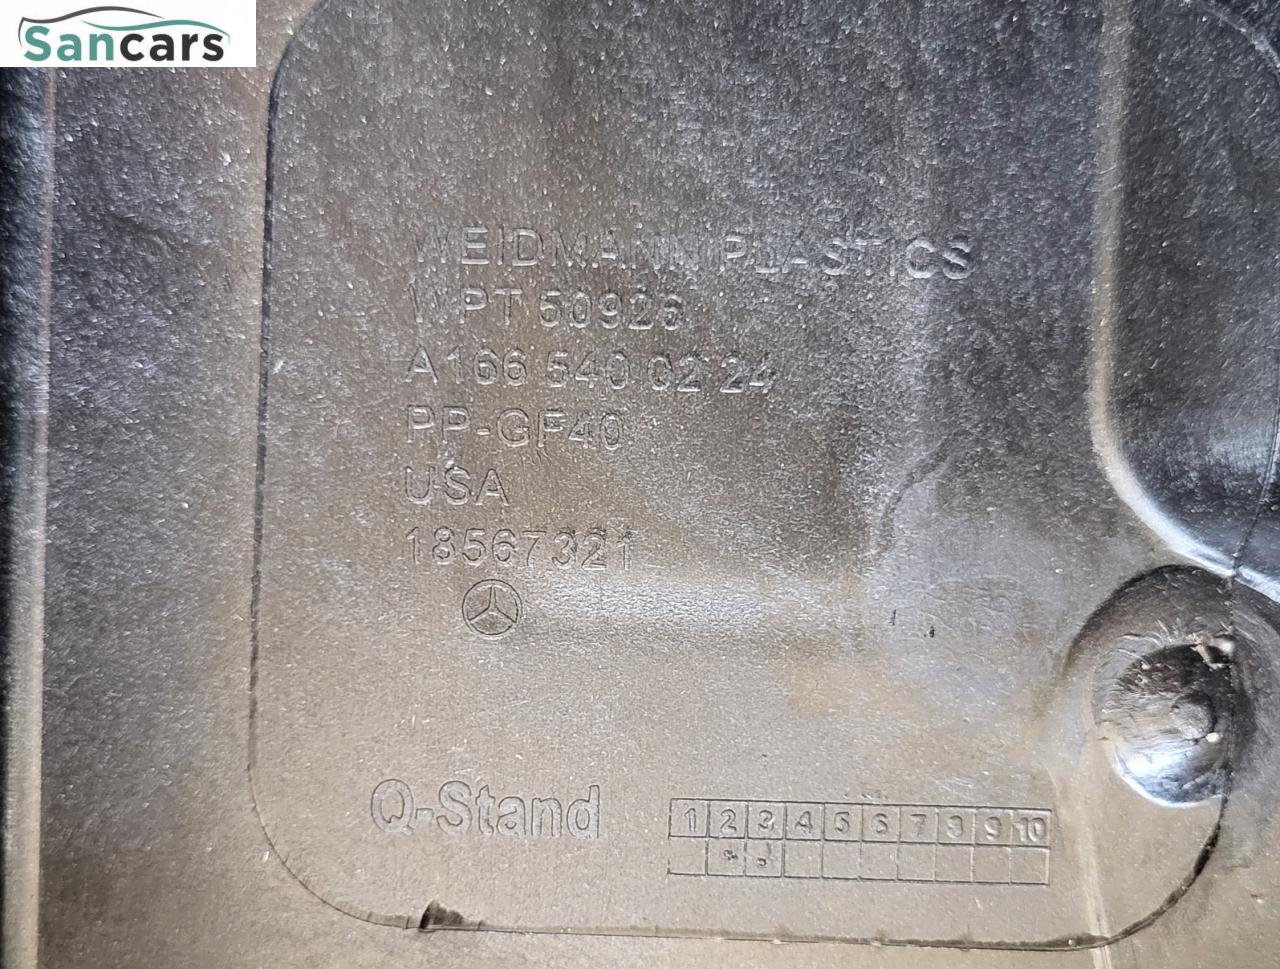 Sancars
WEIDMANN PLASTICS
WPT 50926
A166 540 02 24
PP-GF40
USA
18567321
Q-Stand
1 2 3 4 5 6 7 8 9 10